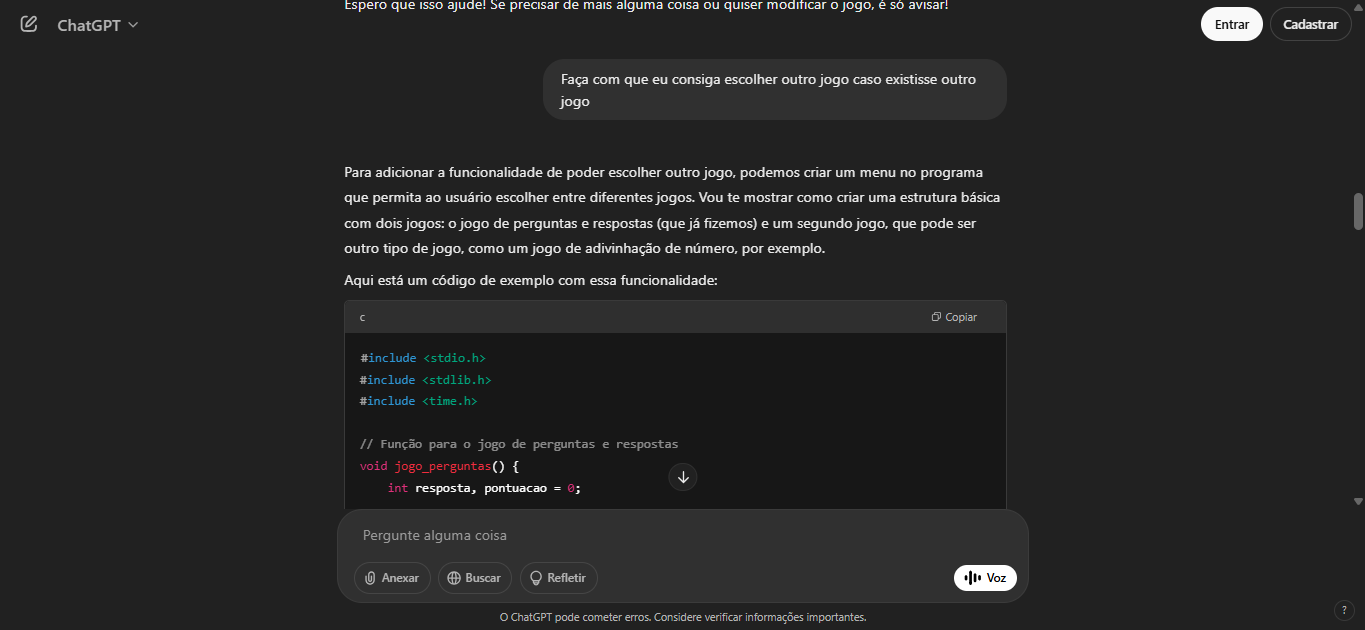 Espero que isso ajude! Se precisar de mais alguma coisa ou quiser modificar o jogo, é só avisar!
ChatGPT
Entrar
Cadastrar
Faça com que eu consiga escolher outro jogo caso existisse outro
jogo
Para adicionar a funcionalidade de poder escolher outro jogo, podemos criar um menu no programa
que permita ao usuário escolher entre diferentes jogos. Vou te mostrar como criar uma estrutura básica
com dois jogos: o jogo de perguntas e respostas (que já fizemos) e um segundo jogo, que pode ser
outro tipo de jogo, como um jogo de adivinhação de número, por exemplo.
Aqui está um código de exemplo com essa funcionalidade:
c
Copiar
#include <stdio.h>
#include <stdlib.h>
#include <time.h>
// Função para o jogo de perguntas e respostas
void jogo_perguntas() {
int resposta, pontuacao = 0;
Pergunte alguma coisa
Anexar
Buscar
Refletir
Voz
O ChatGPT pode cometer erros. Considere verificar informações importantes.
?